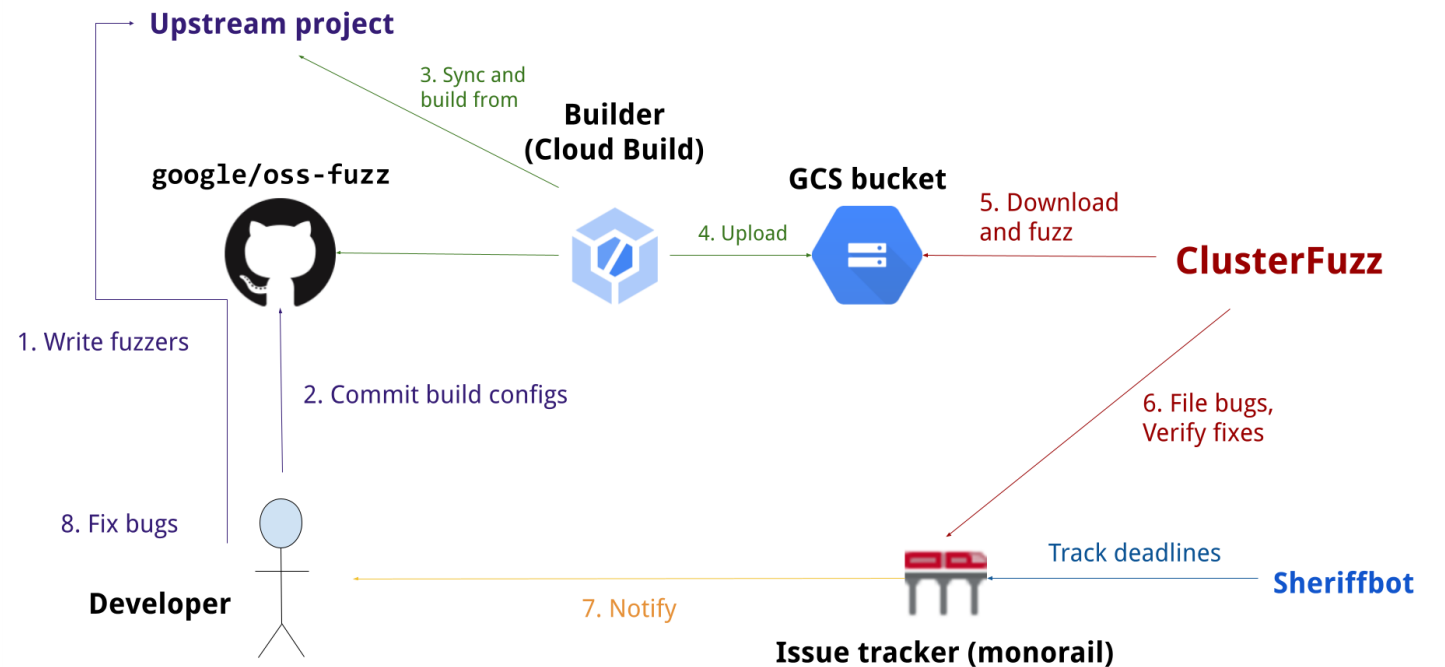 Upstream project
3. Sync and
build from
Builder
(Cloud Build)
google/oss-fuzz
GCS bucket
4. Upload
5. Download
and fuzz
ClusterFuzz
1. Write fuzzers
2. Commit build configs
6. File bugs,
Verify fixes
8. Fix bugs
Track deadlines
Sheriffbot
Developer
7. Notify
Issue tracker (monorail)